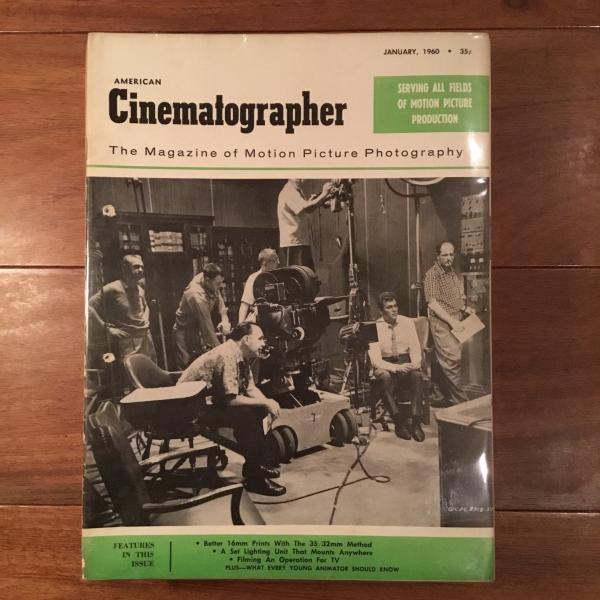 JANUARY, 1960 • 35¢
AMERICAN
Cinematographer
SERVING ALL FIELDS
OF MOTION PICTURE
PRODUCTION
The Magazine of Motion Picture Photography
7
FEATURES
IN THIS
ISSUE
• Better 16mm Prints With The 35/32mm Method
• A Set Lighting Unit That Mounts Anywhere
• Filming An Operation For TV
PLUS—WHAT EVERY YOUNG ANIMATOR SHOULD KNOW